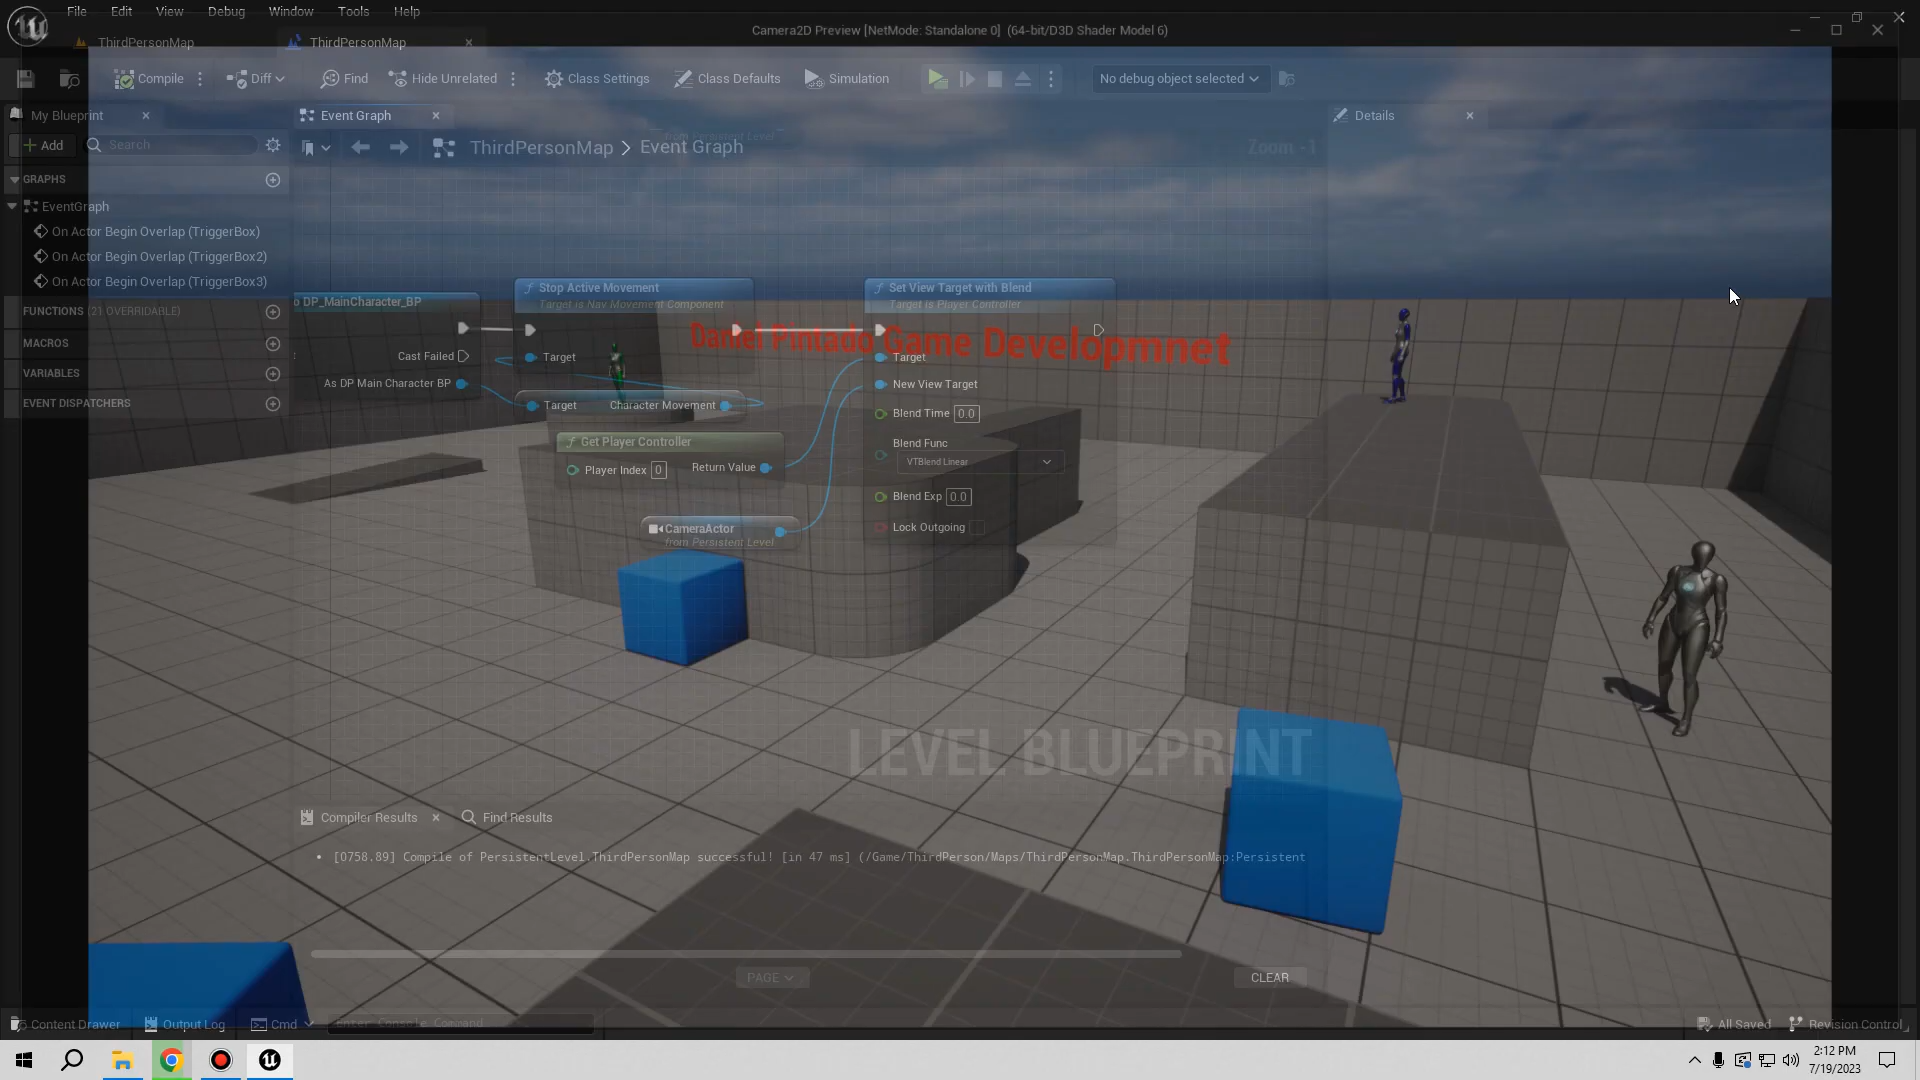 File Edit View Debug Window Tools Help
Camera2D Preview [NetMode: Standalone 0] (64-bit/D3D Shader Model 6)
ThirdPersonMap
ThirdPersonMap
Compile Diff Find Hide Unrelated Class Settings Class Defaults Simulation No debug object selected
My Blueprint Event Graph Details
Add Search ThirdPersonMap > Event Graph Zoom -1
from Persistent Level
GRAPHS
EventGraph
On Actor Begin Overlap (TriggerBox)
On Actor Begin Overlap (TriggerBox2)
On Actor Begin Overlap (TriggerBox3)
FUNCTIONS (21 OVERRIDABLE)
MACROS
VARIABLES
EVENT DISPATCHERS
o DP_MainCharacter_BP
Cast Failed
As DP Main Character BP
Stop Active Movement
Target is Nav Movement Component
Target
Target Character Movement
Get Player Controller
Player Index 0 Return Value
CameraActor
from Persistent Level
Set View Target with Blend
Target is Player Controller
Target
New View Target
Blend Time 0.0
Blend Func
VTBlend Linear
Blend Exp 0.0
Lock Outgoing
Daniel Pintado Game Developmnet
LEVEL BLUEPRINT
Compiler Results Find Results
[0758.89] Compile of PersistentLevel.ThirdPersonMap successful! [in 47 ms] (/Game/ThirdPerson/Maps/ThirdPersonMap.ThirdPersonMap:Persistent
PAGE CLEAR
Content Drawer Output Log Cmd Enter Console Command All Saved Revision Control
2:12 PM
7/19/2023